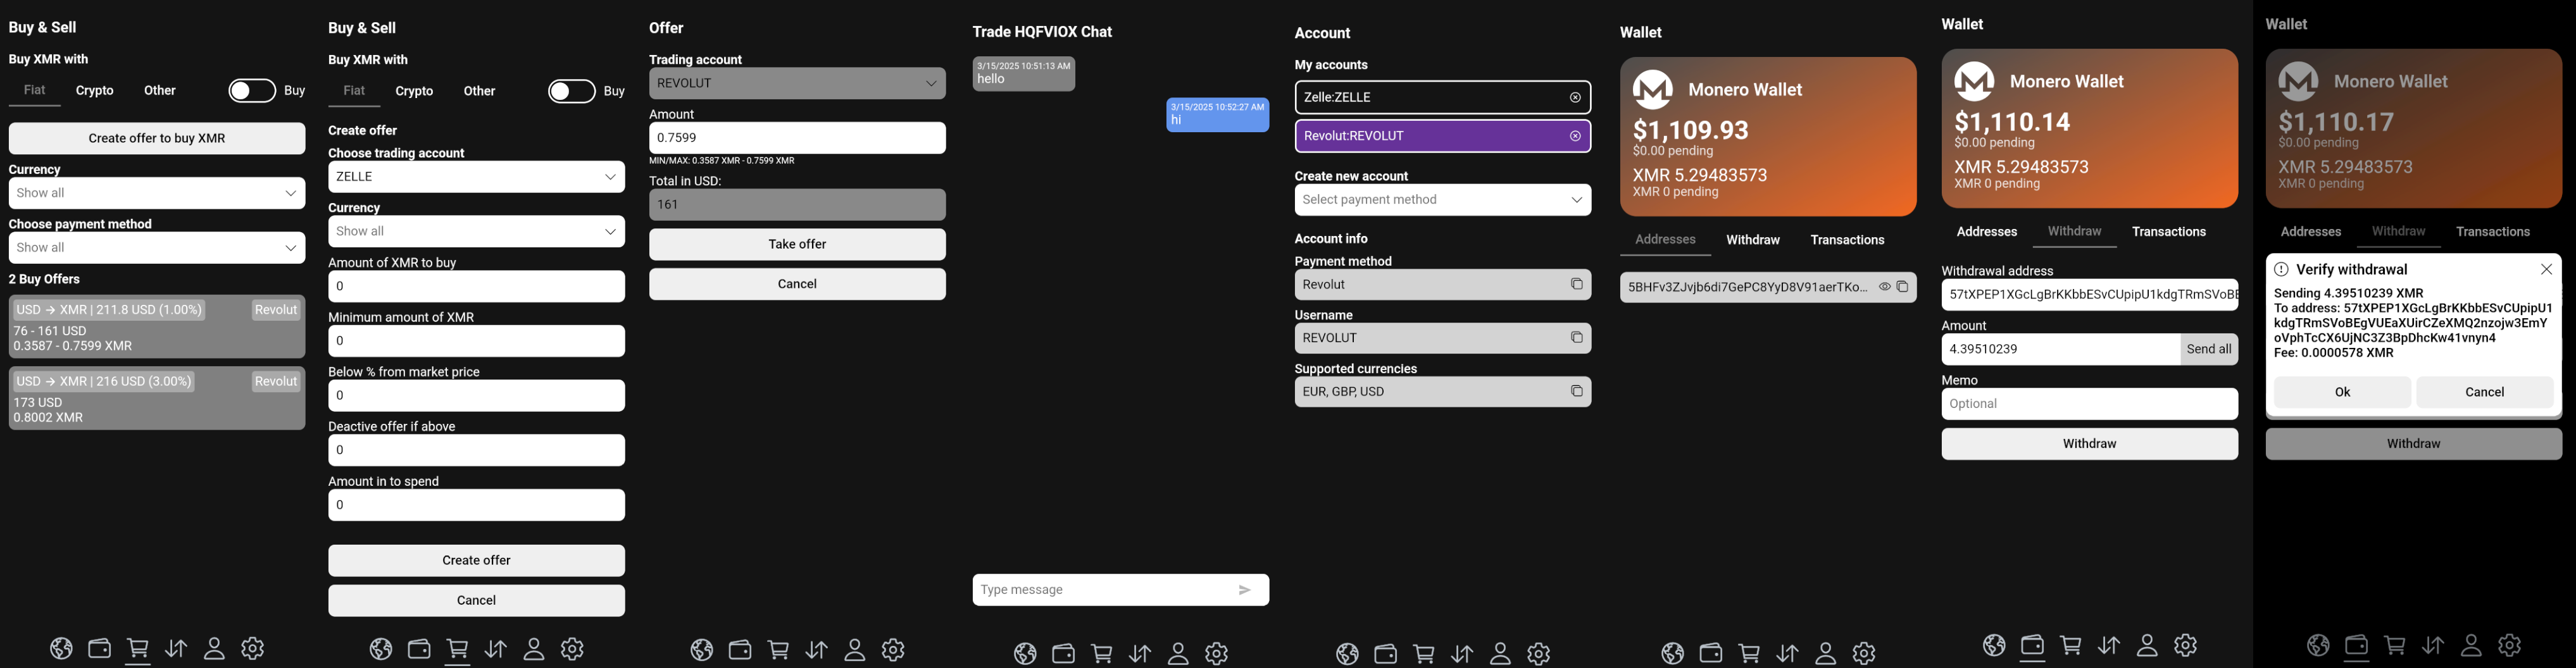 Buy & Sell
Buy XMR with
Fiat Crypto Other Buy
Create offer to buy XMR
Currency
Show all
Choose payment method
Show all
2 Buy Offers
USD → XMR | 211.8 USD (1.00%) Revolut
76 - 161 USD
0.3587 - 0.7599 XMR
USD → XMR | 216 USD (3.00%) Revolut
173 USD
0.8002 XMR
Buy & Sell
Buy XMR with
Fiat Crypto Other Buy
Create offer
Choose trading account
ZELLE
Currency
Show all
Amount of XMR to buy
0
Minimum amount of XMR
0
Below % from market price
0
Deactive offer if above
0
Amount in to spend
0
Create offer
Cancel
Offer
Trading account
REVOLUT
Amount
0.7599
MIN/MAX: 0.3587 XMR - 0.7599 XMR
Total in USD:
161
Take offer
Cancel
Trade HQFVIOX Chat
3/15/2025 10:51:13 AM
hello
3/15/2025 10:52:27 AM
hi
Type message
Account
My accounts
Zelle:ZELLE
Revolut:REVOLUT
Create new account
Select payment method
Account info
Payment method
Revolut
Username
REVOLUT
Supported currencies
EUR, GBP, USD
Wallet
Monero Wallet
$1,109.93
$0.00 pending
XMR 5.29483573
XMR 0 pending
Addresses Withdraw Transactions
5BHFv3ZJvjb6di7GePC8YyD8V91aerTKo...
Wallet
Monero Wallet
$1,110.14
$0.00 pending
XMR 5.29483573
XMR 0 pending
Addresses Withdraw Transactions
Withdrawal address
57tXPEP1XGcLgBrKKbbESvCUpipU1kdgTRmSVoBE
Amount
4.39510239 Send all
Memo
Optional
Withdraw
Wallet
Monero Wallet
$1,110.17
$0.00 pending
XMR 5.29483573
XMR 0 pending
Addresses Withdraw Transactions
Verify withdrawal
Sending 4.39510239 XMR
To address: 57tXPEP1XGcLgBrKKbbESvCUpipU1
kdgTRmSVoBEgVUEaXUirCZeXMQ2nzojw3EmY
oVphTcCX6UjNC3Z3BpDhcKw41vnyn4
Fee: 0.0000578 XMR
Ok Cancel
Withdraw